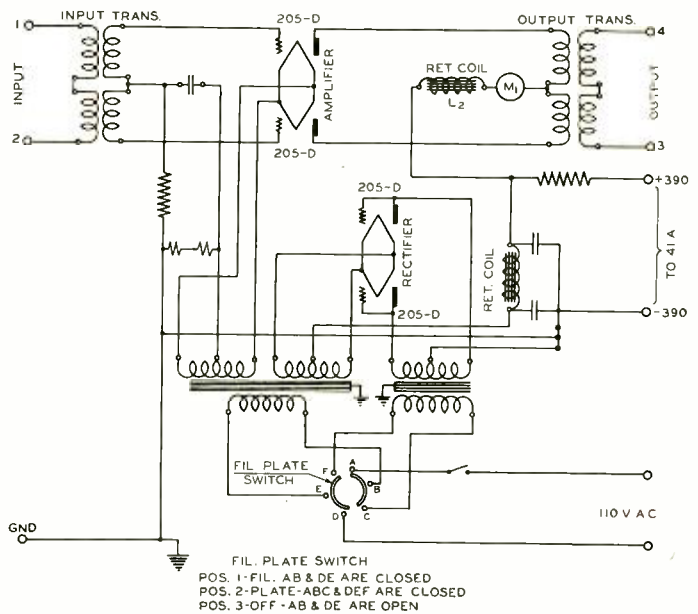 INPUT TRANS.
205-D
OUTPUT TRANS.
1
4
INPUT
AMPLIFIER
RET COIL
M1
L2
OUTPUT
2
3
205-D
205-D
+390
RECTIFIER
RET. COIL
TO 41A
205-D
-390
FIL PLATE
SWITCH
F
A
E
B
D
C
110 V AC
GND
FIL. PLATE SWITCH
POS. 1-FIL. AB & DE ARE CLOSED
POS. 2-PLATE-ABC & DEF ARE CLOSED
POS. 3-OFF -AB & DE ARE OPEN